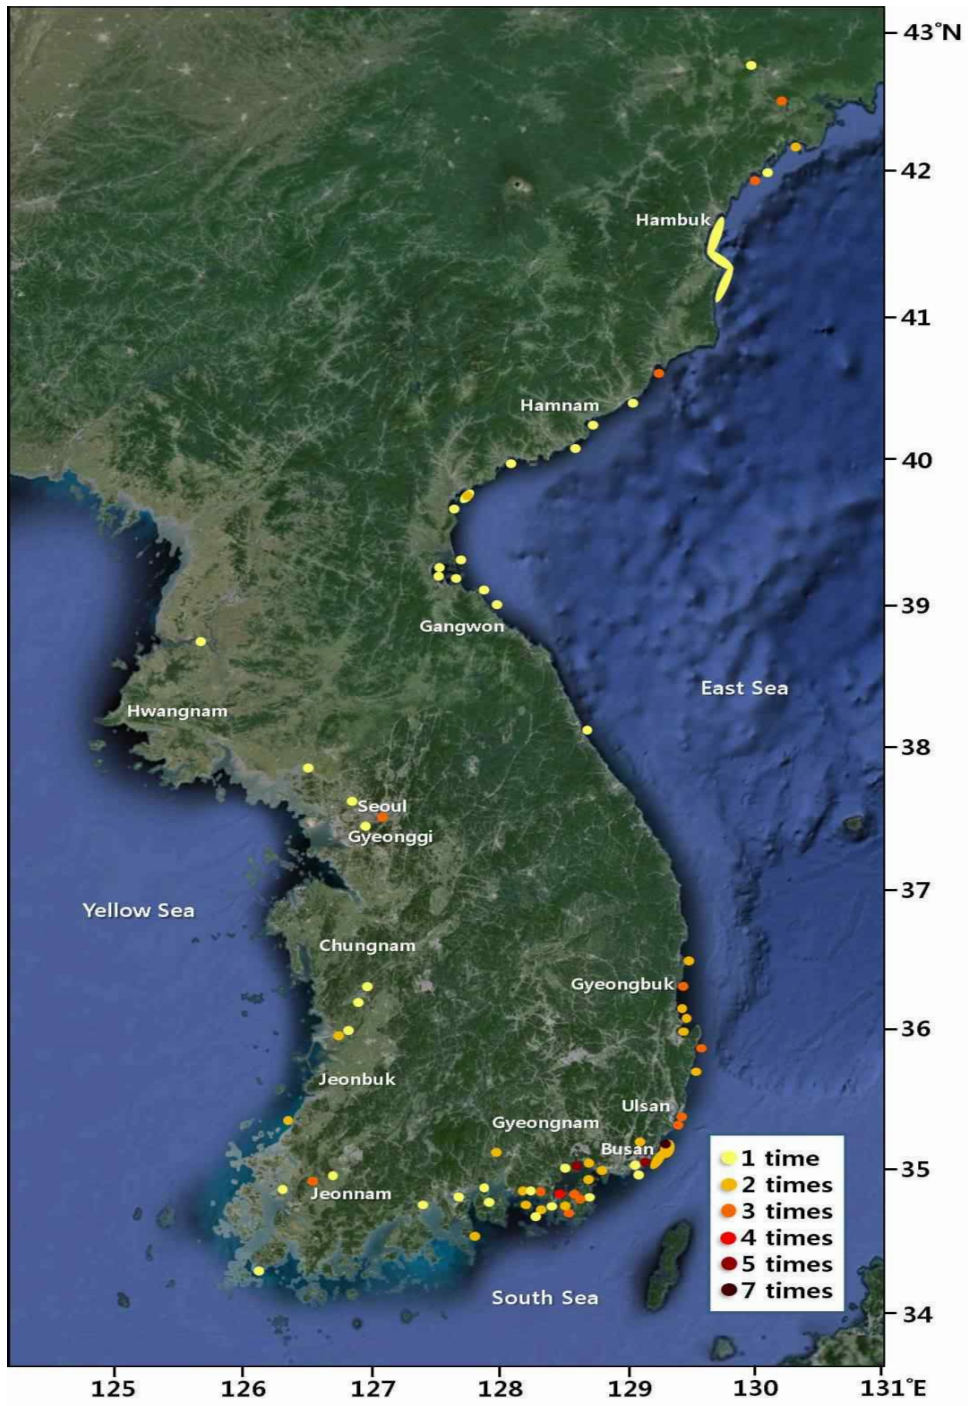 43°N
42
Hambuk
41
Hamnam
40
39
Gangwon
East Sea
Hwangnam
38
Seoul
Gyeonggi
37
Yellow Sea
Chungnam
Gyeongbuk
36
Jeonbuk
Ulsan
Gyeongnam
Busan
35
Jeonnam
1 time
2 times
3 times
4 times
5 times
7 times
South Sea
34
125 126 127 128 129 130 131°E